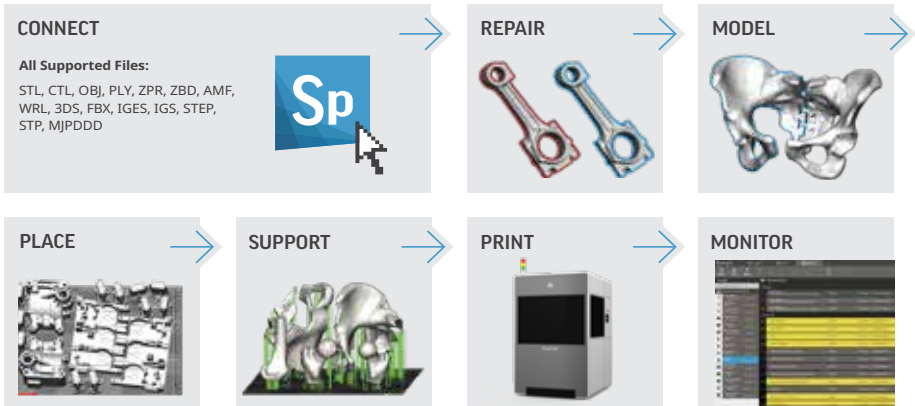 CONNECT
All Supported Files:
STL, CTL, OBJ, PLY, ZPR, ZBD, AMF,
WRL, 3DS, FBX, IGES, IGS, STEP,
STP, MJPDDD
Sp
REPAIR
MODEL
PLACE
SUPPORT
PRINT
MONITOR